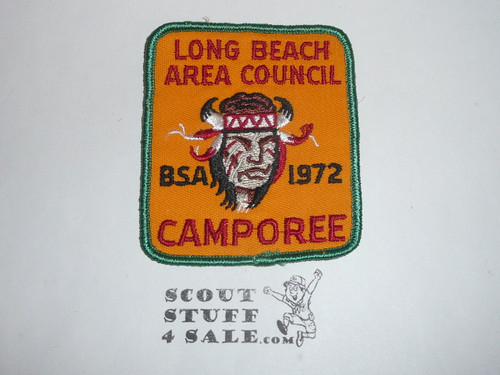 LONG BEACH
AREA COUNCIL
BSA 1972
CAMPOREE
SCOUT
STUFF
4 SALE.COM